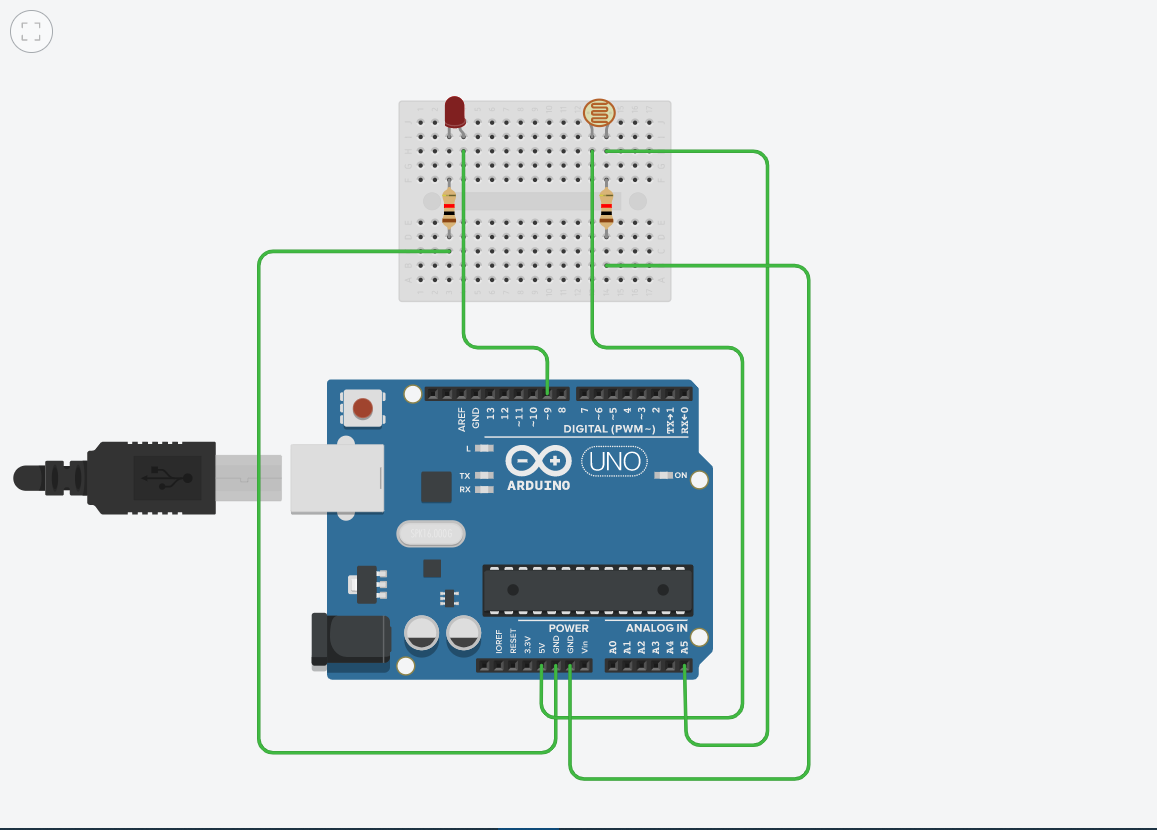 AREF
GND
13
12
~11
~10
~9
8
7
~6
~5
4
~3
2
TX→1
RX←0
DIGITAL (PWM~)
L
TX
RX
ARDUINO
UNO
ON
POWER
ANALOG IN
IOREF
RESET
3.3V
5V
GND
GND
Vin
A0
A1
A2
A3
A4
A5